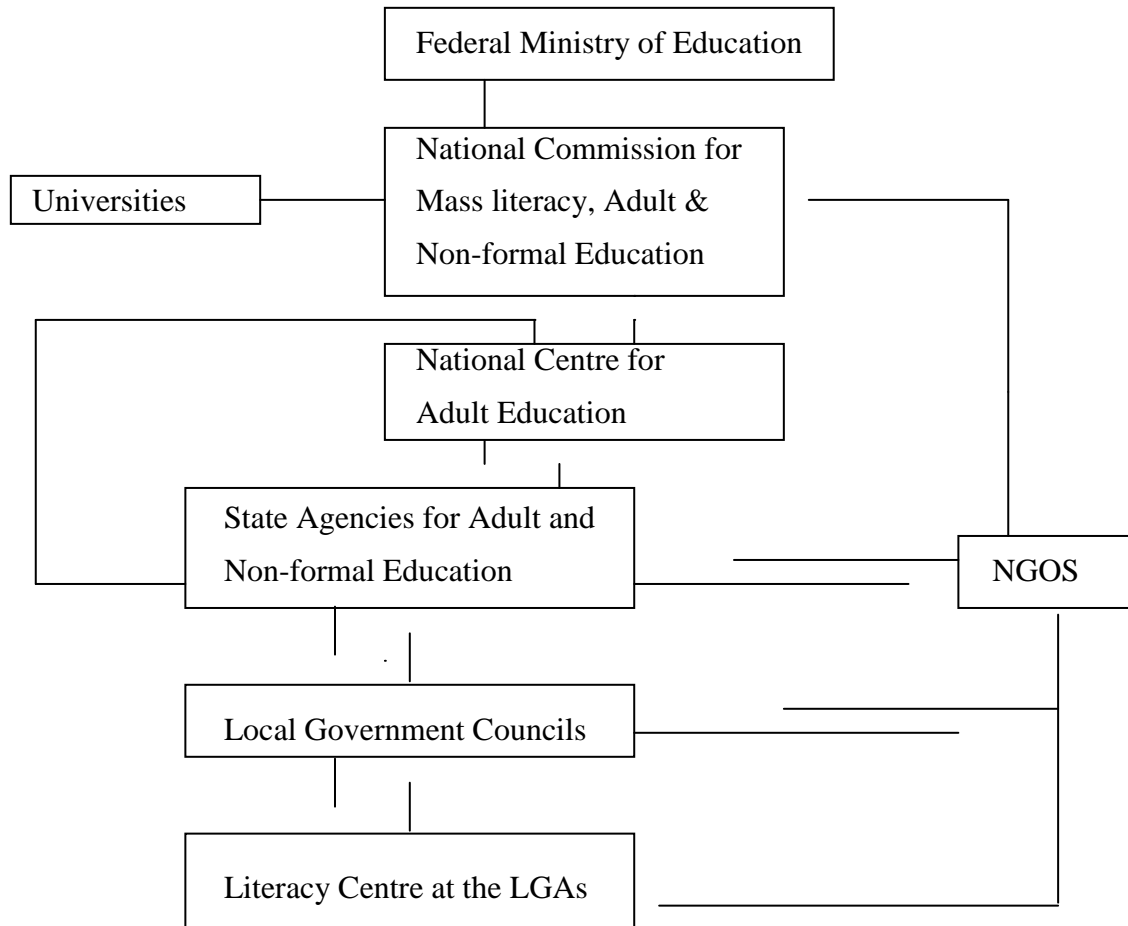 Federal Ministry of Education
National Commission for
Mass literacy, Adult &
Non-formal Education
Universities
National Centre for
Adult Education
State Agencies for Adult and
Non-formal Education
NGOS
Local Government Councils
Literacy Centre at the LGAs